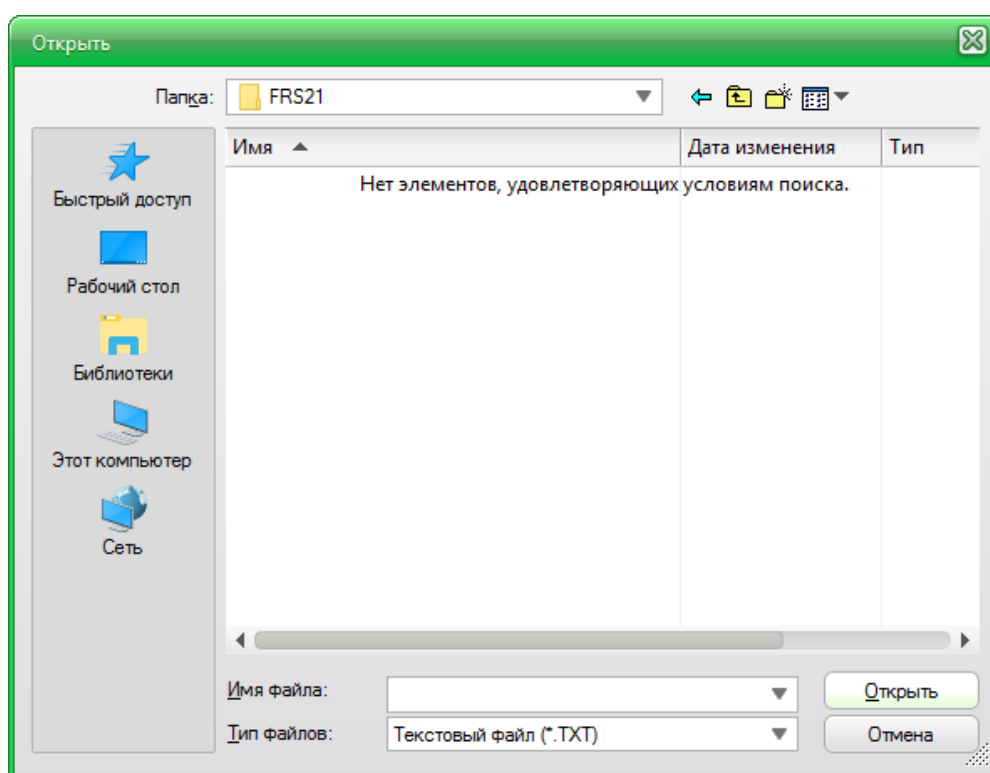 Открыть
Папка: FRS21
Имя Дата изменения Тип
Нет элементов, удовлетворяющих условиям поиска.
Быстрый доступ
Рабочий стол
Библиотеки
Этот компьютер
Сеть
Имя файла: Открыть
Тип файлов: Текстовый файл (*.TXT) Отмена